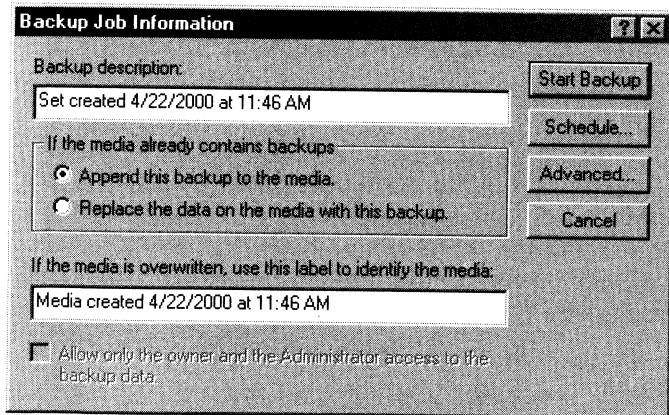 Backup Job Information
Backup description:
Set created 4/22/2000 at 11:46 AM
Start Backup
If the media already contains backups
Schedule...
Append this backup to the media.
Advanced...
Replace the data on the media with this backup.
Cancel
If the media is overwritten, use this label to identify the media:
Media created 4/22/2000 at 11:46 AM
Allow only the owner and the Administrator access to the
backup data.